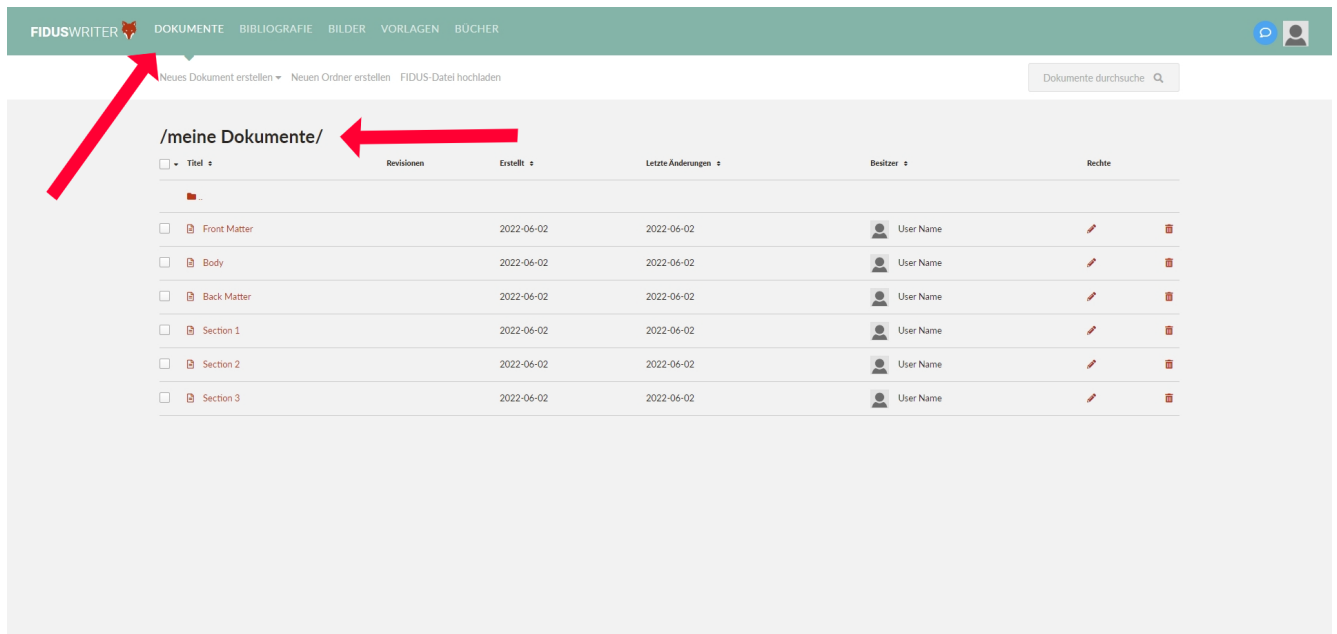 FIDUSWRITER DOKUMENTE BIBLIOGRAFIE BILDER VORLAGEN BÜCHER
Neues Dokument erstellen Neuen Ordner erstellen FIDUS-Datei hochladen Dokumente durchsuche
/meine Dokumente/
Titel Revisionen Erstellt Letzte Änderungen Besitzer Rechte
..
Front Matter 2022-06-02 2022-06-02 User Name
Body 2022-06-02 2022-06-02 User Name
Back Matter 2022-06-02 2022-06-02 User Name
Section 1 2022-06-02 2022-06-02 User Name
Section 2 2022-06-02 2022-06-02 User Name
Section 3 2022-06-02 2022-06-02 User Name